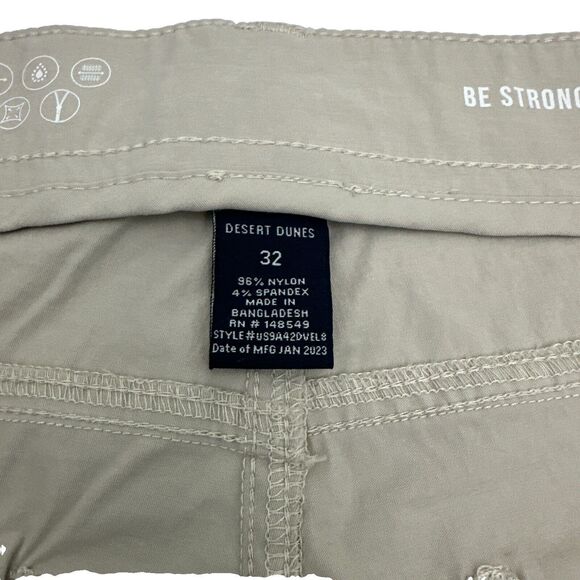 BE STRONG
DESERT DUNES
32
96% NYLON
4% SPANDEX
MADE IN
BANGLADESH
RN # 148549
STYLE#US9A42DVEL8
Date of MFG JAN 2023